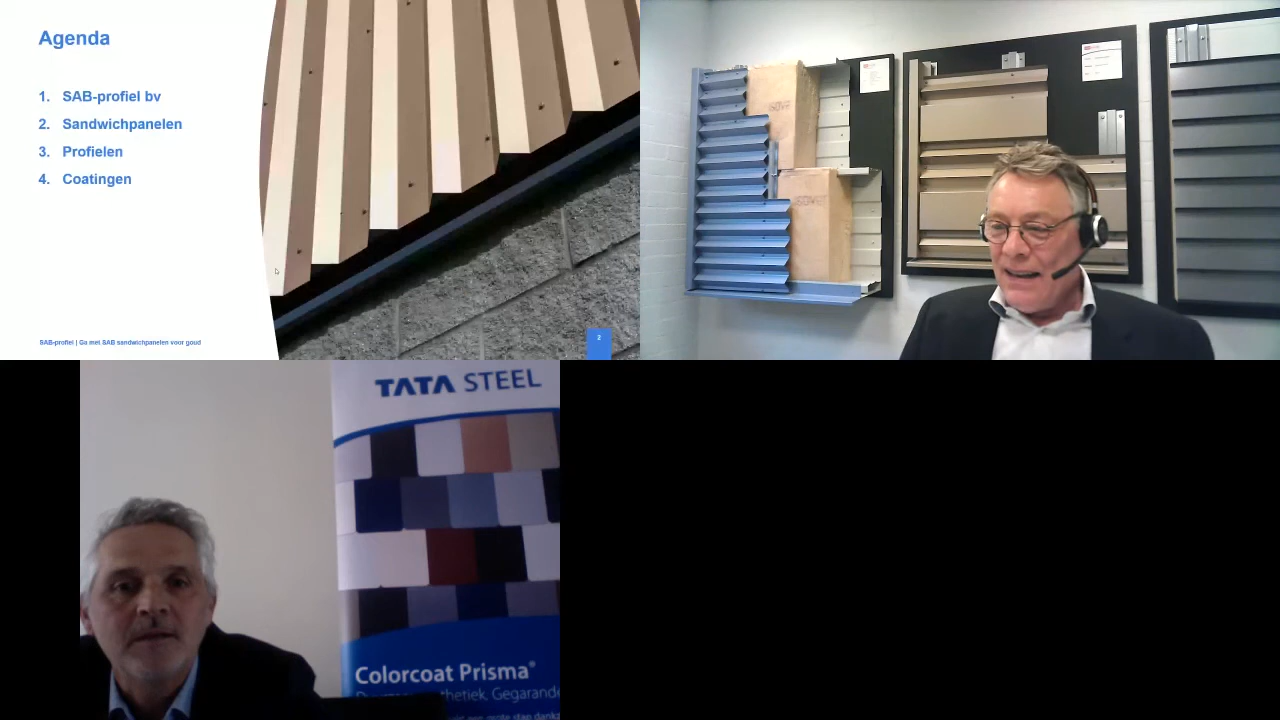 Agenda
1. SAB-profiel bv
2. Sandwichpanelen
3. Profielen
4. Coatingen
SAB-profiel | Ga met SAB sandwichpanelen voor goud
2
TATA STEEL
Colorcoat Prisma®